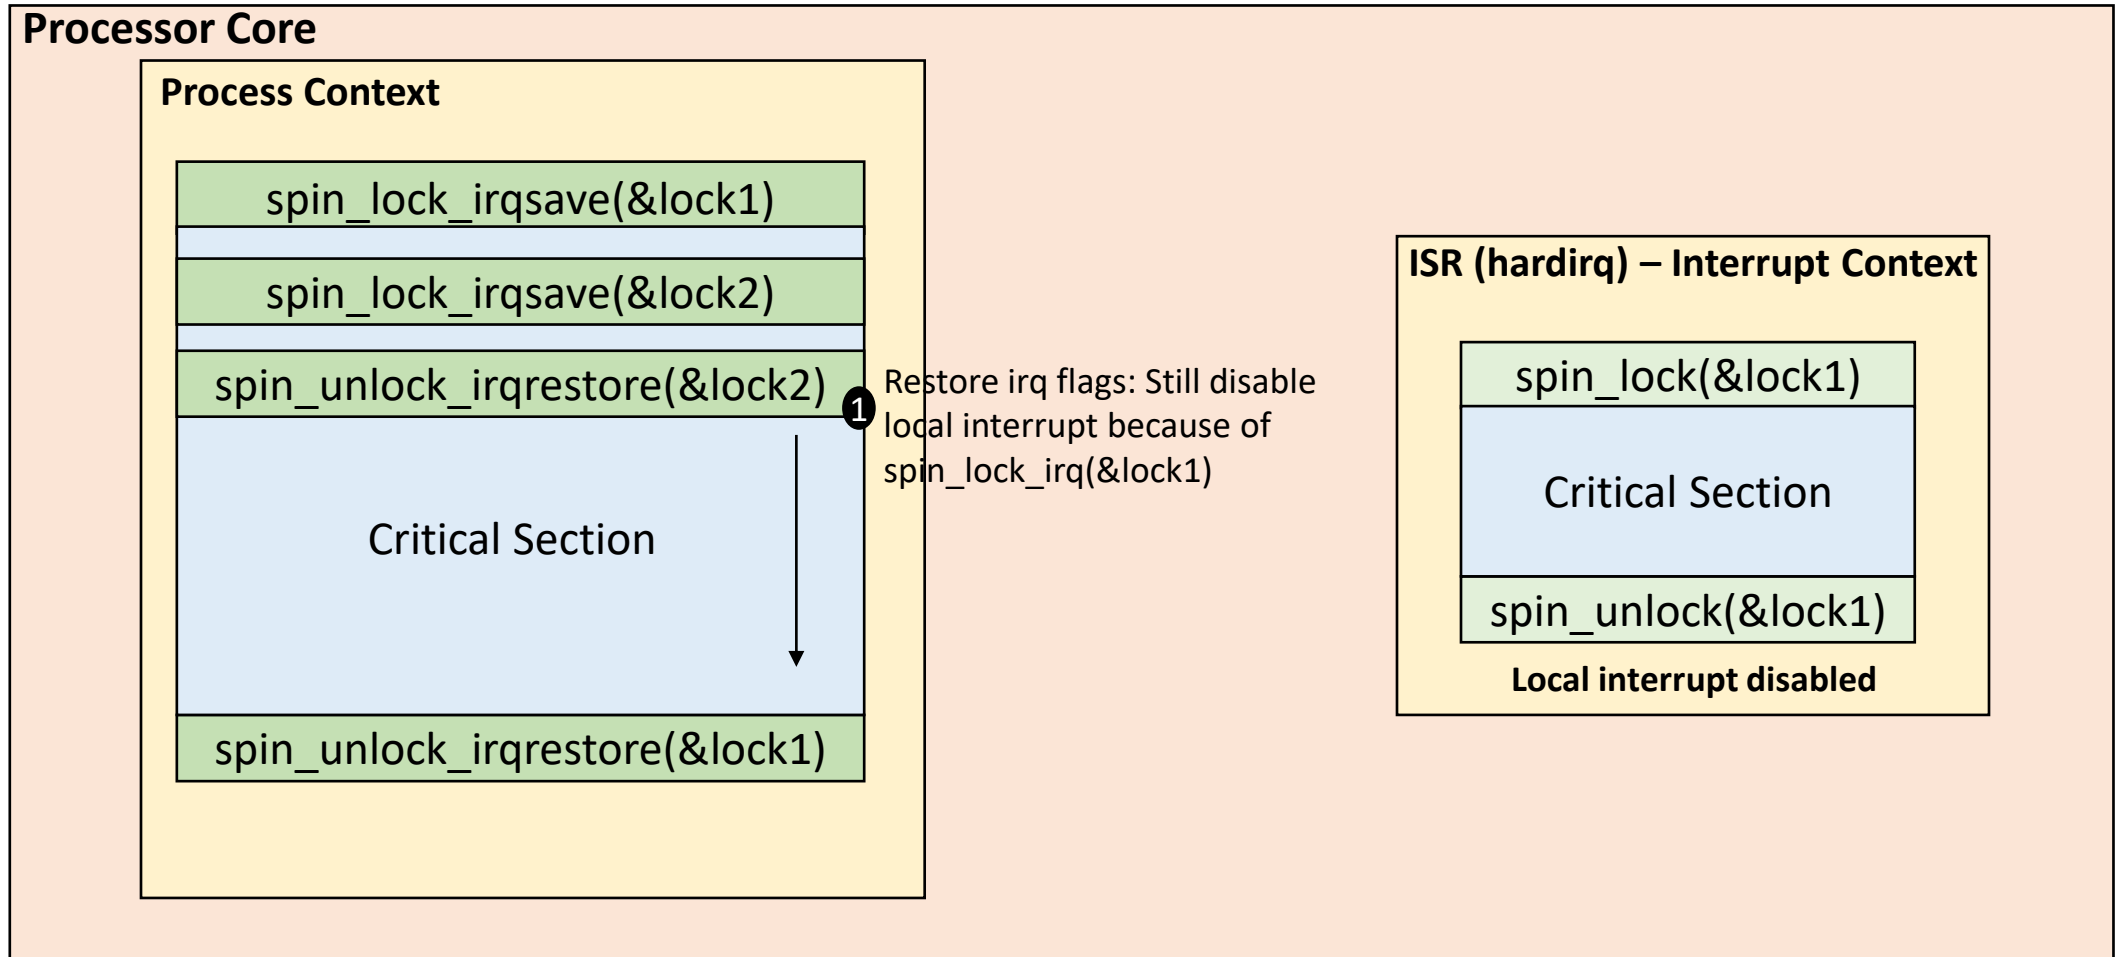 Processor Core
Process Context
spin_lock_irqsave(&lock1)
spin_lock_irqsave(&lock2)
spin_unlock_irqrestore(&lock2)
1
Restore irq flags: Still disable
local interrupt because of
spin_lock_irq(&lock1)
Critical Section
spin_unlock_irqrestore(&lock1)
ISR (hardirq) – Interrupt Context
spin_lock(&lock1)
Critical Section
spin_unlock(&lock1)
Local interrupt disabled